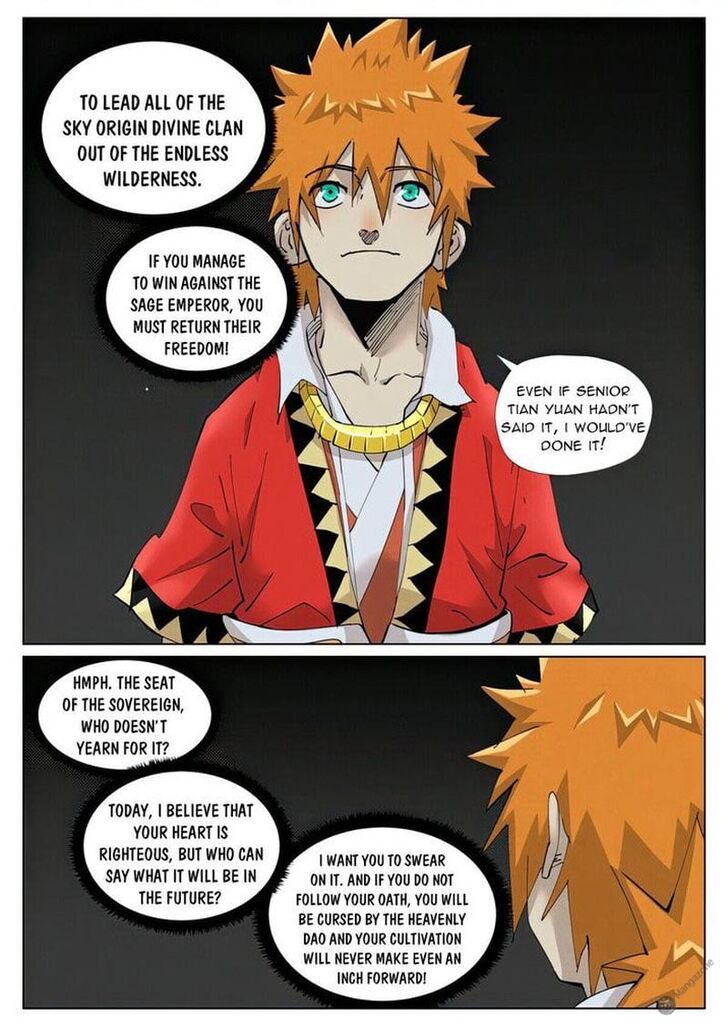 TO LEAD ALL OF THE
SKY ORIGIN DIVINE CLAN
OUT OF THE ENDLESS
WILDERNESS.
IF YOU MANAGE
TO WIN AGAINST THE
SAGE EMPEROR, YOU
MUST RETURN THEIR
FREEDOM!
EVEN IF SENIOR
TIAN YUAN HADN'T
SAID IT, I WOULD'VE
DONE IT!
HMPH. THE SEAT
OF THE SOVEREIGN,
WHO DOESN'T
YEARN FOR IT?
TODAY, I BELIEVE THAT
YOUR HEART IS
RIGHTEOUS, BUT WHO CAN
SAY WHAT IT WILL BE IN
THE FUTURE?
I WANT YOU TO SWEAR
ON IT. AND IF YOU DO NOT
FOLLOW YOUR OATH, YOU WILL
BE CURSED BY THE HEAVENLY
DAO AND YOUR CULTIVATION
WILL NEVER MAKE EVEN AN
INCH FORWARD!
Mangazone